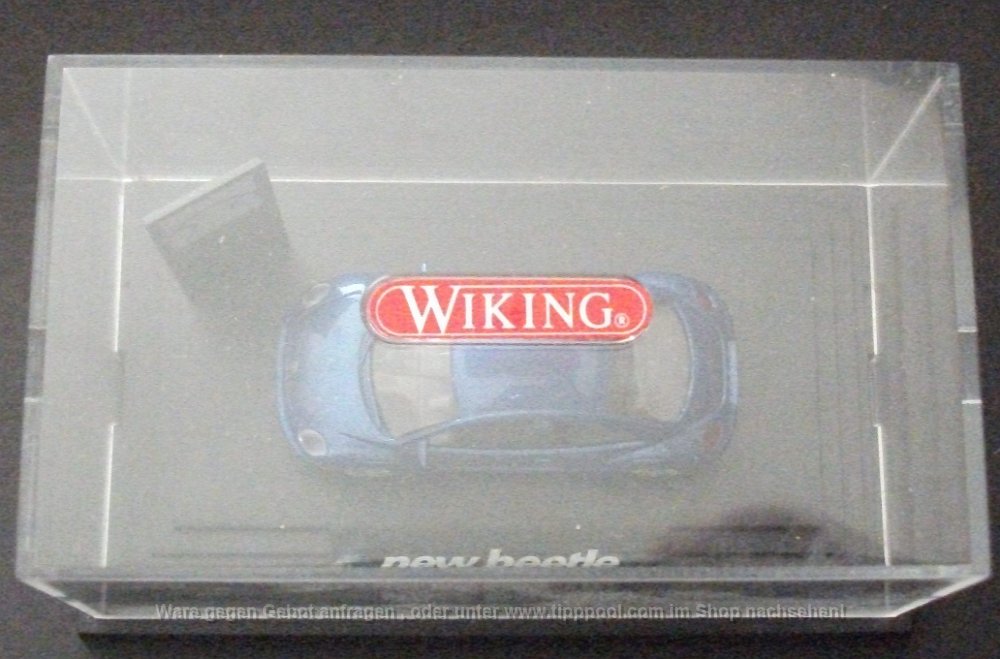 WIKING®
new beetle
Ware gegen Gebot anfragen , oder unter www.tipppool.com im Shop nachsehen!